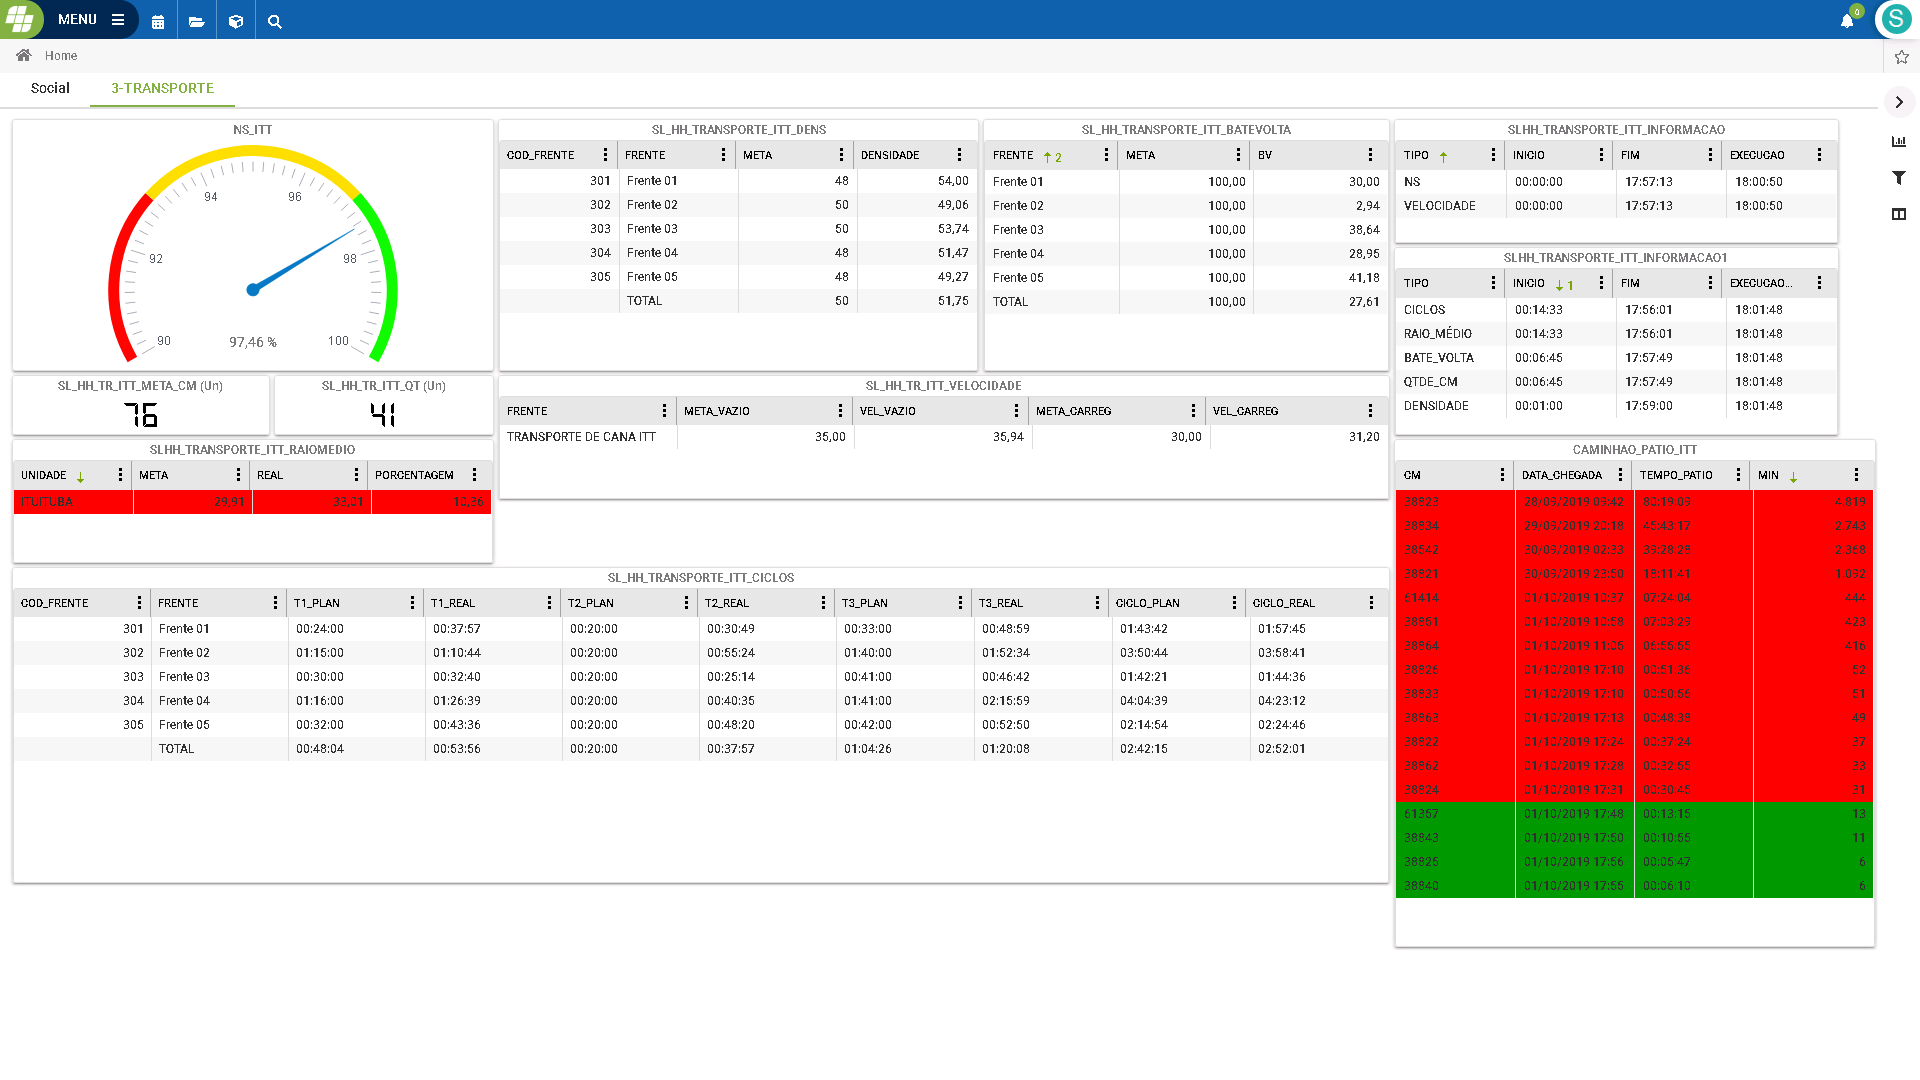 MENU
0
S
Home
Social 3-TRANSPORTE
NS_ITT
94 96
92 98
90 97,46 % 100
SL_HH_TRANSPORTE_ITT_DENS
COD_FRENTE FRENTE META DENSIDADE
301 Frente 01 48 54,00
302 Frente 02 50 49,06
303 Frente 03 50 53,74
304 Frente 04 48 51,47
305 Frente 05 48 49,27
TOTAL 50 51,75
SL_HH_TRANSPORTE_ITT_BATEVOLTA
FRENTE 2 META BV
Frente 01 100,00 30,00
Frente 02 100,00 2,94
Frente 03 100,00 38,64
Frente 04 100,00 28,95
Frente 05 100,00 41,18
TOTAL 100,00 27,61
SLHH_TRANSPORTE_ITT_INFORMACAO
TIPO INICIO FIM EXECUCAO
NS 00:00:00 17:57:13 18:00:50
VELOCIDADE 00:00:00 17:57:13 18:00:50
SLHH_TRANSPORTE_ITT_INFORMACAO1
TIPO INICIO 1 FIM EXECUCAO...
CICLOS 00:14:33 17:56:01 18:01:48
RAIO_MÉDIO 00:14:33 17:56:01 18:01:48
BATE_VOLTA 00:06:45 17:57:49 18:01:48
QTDE_CM 00:06:45 17:57:49 18:01:48
DENSIDADE 00:01:00 17:59:00 18:01:48
SL_HH_TR_ITT_META_CM (Un)
76
SL_HH_TR_ITT_QT (Un)
41
SL_HH_TR_ITT_VELOCIDADE
FRENTE META_VAZIO VEL_VAZIO META_CARREG VEL_CARREG
TRANSPORTE DE CANA ITT 35,00 35,94 30,00 31,20
SLHH_TRANSPORTE_ITT_RAIOMEDIO
UNIDADE META REAL PORCENTAGEM
ITUIUTUBA 29,91 33,01 10,36
CAMINHAO_PATIO_ITT
CM DATA_CHEGADA TEMPO_PATIO MIN
38823 28/09/2019 09:42 80:19:09 4.819
38834 29/09/2019 20:18 45:43:17 2.743
38542 30/09/2019 02:33 39:28:28 2.368
38821 30/09/2019 23:50 18:11:41 1.092
61414 01/10/2019 10:37 07:24:04 444
38851 01/10/2019 10:58 07:03:29 423
38864 01/10/2019 11:05 06:56:55 416
38826 01/10/2019 17:10 00:51:36 52
38833 01/10/2019 17:10 00:50:56 51
38863 01/10/2019 17:13 00:48:38 49
38822 01/10/2019 17:24 00:37:24 37
38862 01/10/2019 17:28 00:32:55 33
38824 01/10/2019 17:31 00:30:45 31
61357 01/10/2019 17:48 00:13:15 13
38843 01/10/2019 17:50 00:10:55 11
38825 01/10/2019 17:56 00:05:47 6
38840 01/10/2019 17:55 00:06:10 6
SL_HH_TRANSPORTE_ITT_CICLOS
COD_FRENTE FRENTE T1_PLAN T1_REAL T2_PLAN T2_REAL T3_PLAN T3_REAL CICLO_PLAN CICLO_REAL
301 Frente 01 00:24:00 00:37:57 00:20:00 00:30:49 00:33:00 00:48:59 01:43:42 01:57:45
302 Frente 02 01:15:00 01:10:44 00:20:00 00:55:24 01:40:00 01:52:34 03:50:44 03:58:41
303 Frente 03 00:30:00 00:32:40 00:20:00 00:25:14 00:41:00 00:46:42 01:42:21 01:44:36
304 Frente 04 01:16:00 01:26:39 00:20:00 00:40:35 01:41:00 02:15:59 04:04:39 04:23:12
305 Frente 05 00:32:00 00:43:36 00:20:00 00:48:20 00:42:00 00:52:50 02:14:54 02:24:46
TOTAL 00:48:04 00:53:56 00:20:00 00:37:57 01:04:26 01:20:08 02:42:15 02:52:01